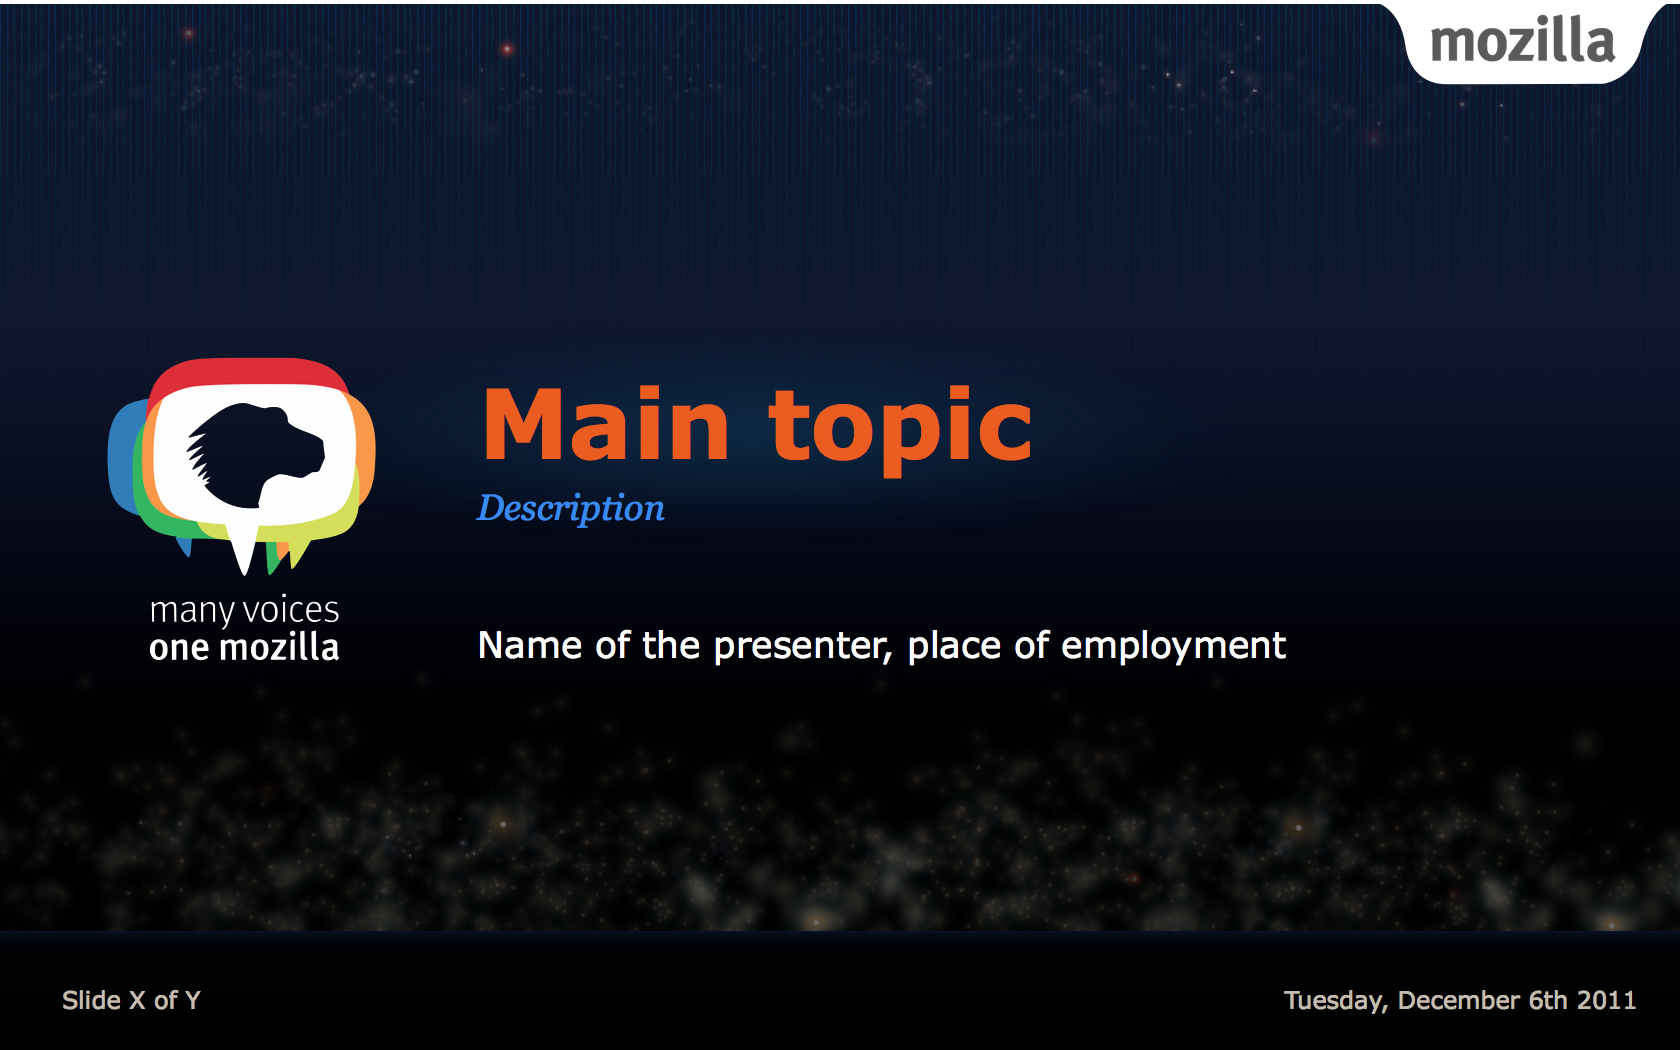 mozilla
Main topic
Description
many voices
one mozilla
Name of the presenter, place of employment
Slide X of Y
Tuesday, December 6th 2011